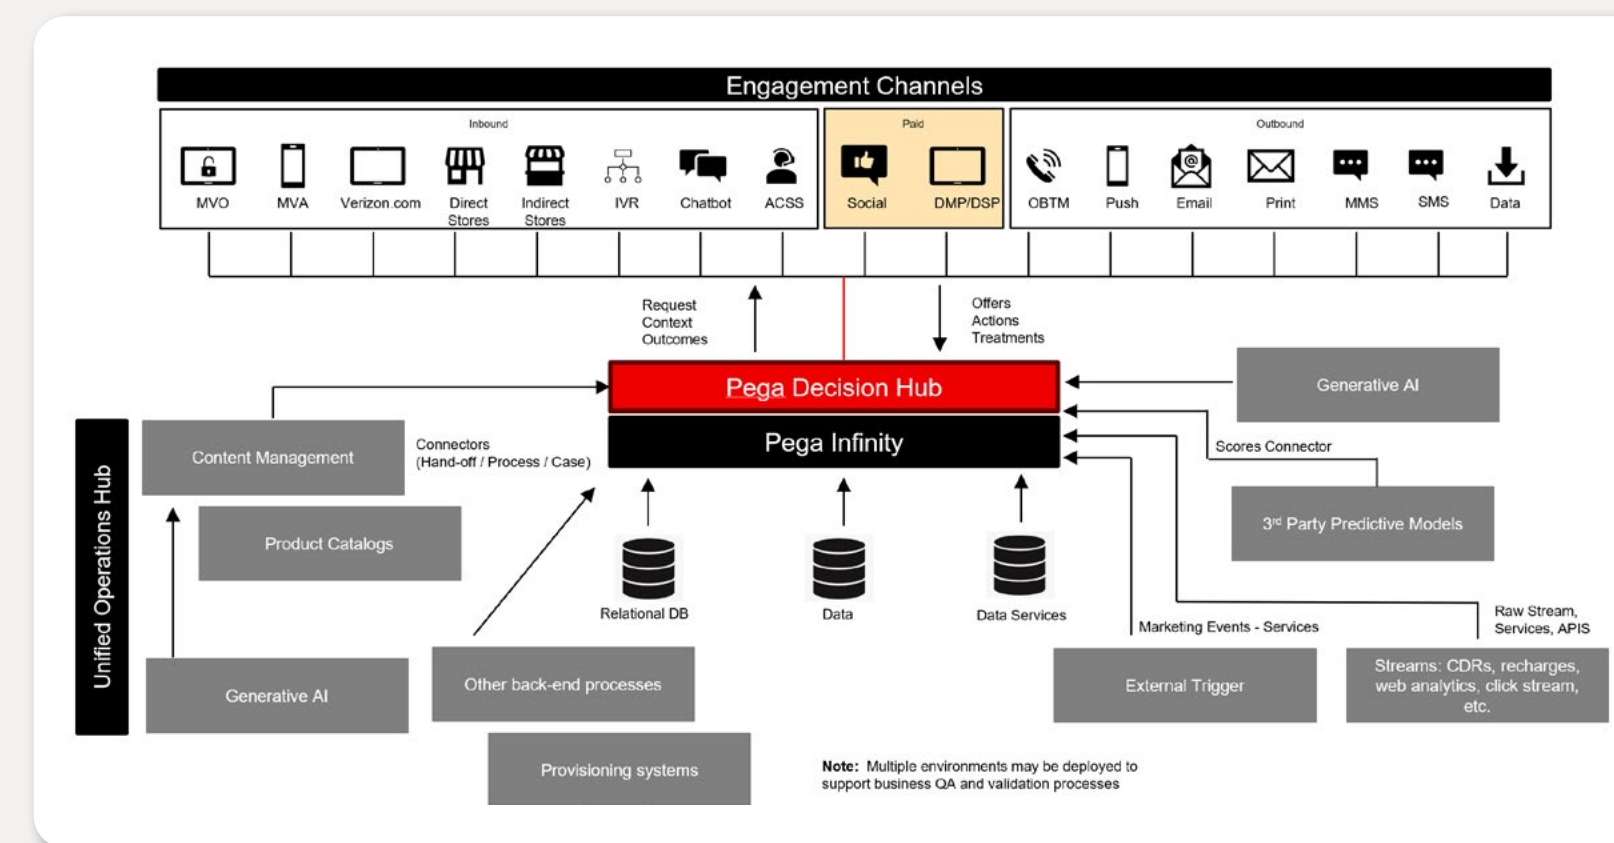 Engagement Channels
Inbound
Paid
Outbound
MVO
MVA
Verizon.com
Direct
Stores
Indirect
Stores
IVR
Chatbot
ACSS
Social
DMP/DSP
OBTM
Push
Email
Print
MMS
SMS
Data
Request
Context
Outcomes
Offers
Actions
Treatments
Pega Decision Hub
Pega Infinity
Generative AI
Scores Connector
3rd Party Predictive Models
Unified Operations Hub
Content Management
Connectors
(Hand-off / Process / Case)
Product Catalogs
Relational DB
Data
Data Services
Marketing Events - Services
Raw Stream,
Services, APIS
Generative AI
Other back-end processes
External Trigger
Streams: CDRs, recharges,
web analytics, click stream,
etc.
Provisioning systems
Note: Multiple environments may be deployed to
support business QA and validation processes